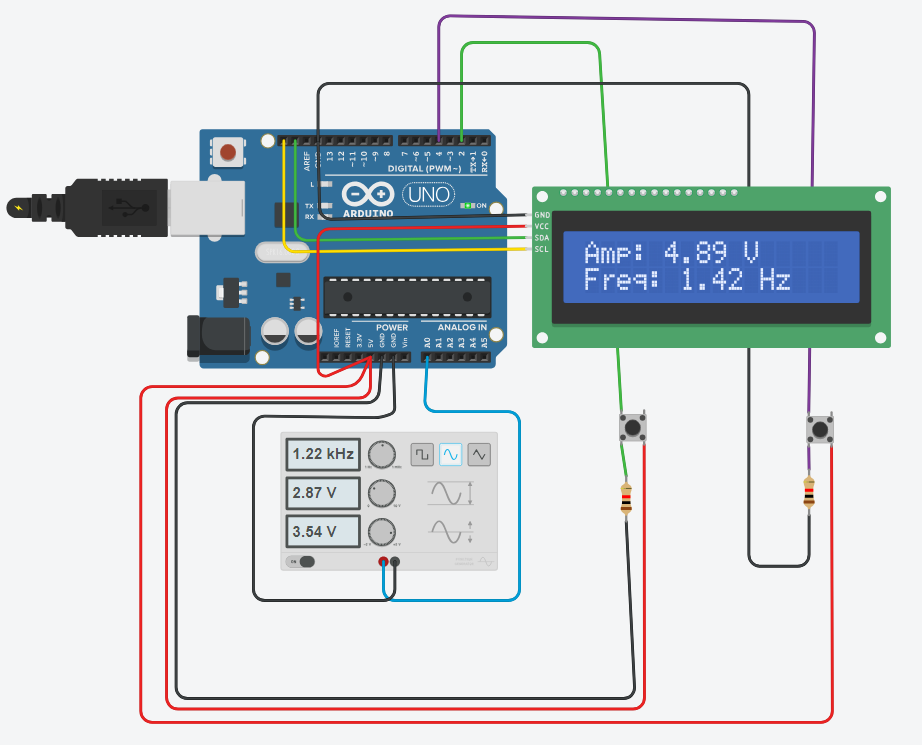 AREF
GND
13
12
~11
~10
~9
8
7
~6
~5
4
~3
2
TX→1
RX←0
DIGITAL (PWM~)
L
TX
RX
UNO
ON
ARDUINO
GND
VCC
SDA
SCL
Amp: 4.89 V
Freq: 1.42 Hz
POWER
ANALOG IN
IOREF
RESET
3.3V
5V
GND
GND
Vin
A0
A1
A2
A3
A4
A5
1.22 kHz
2.87 V
3.54 V